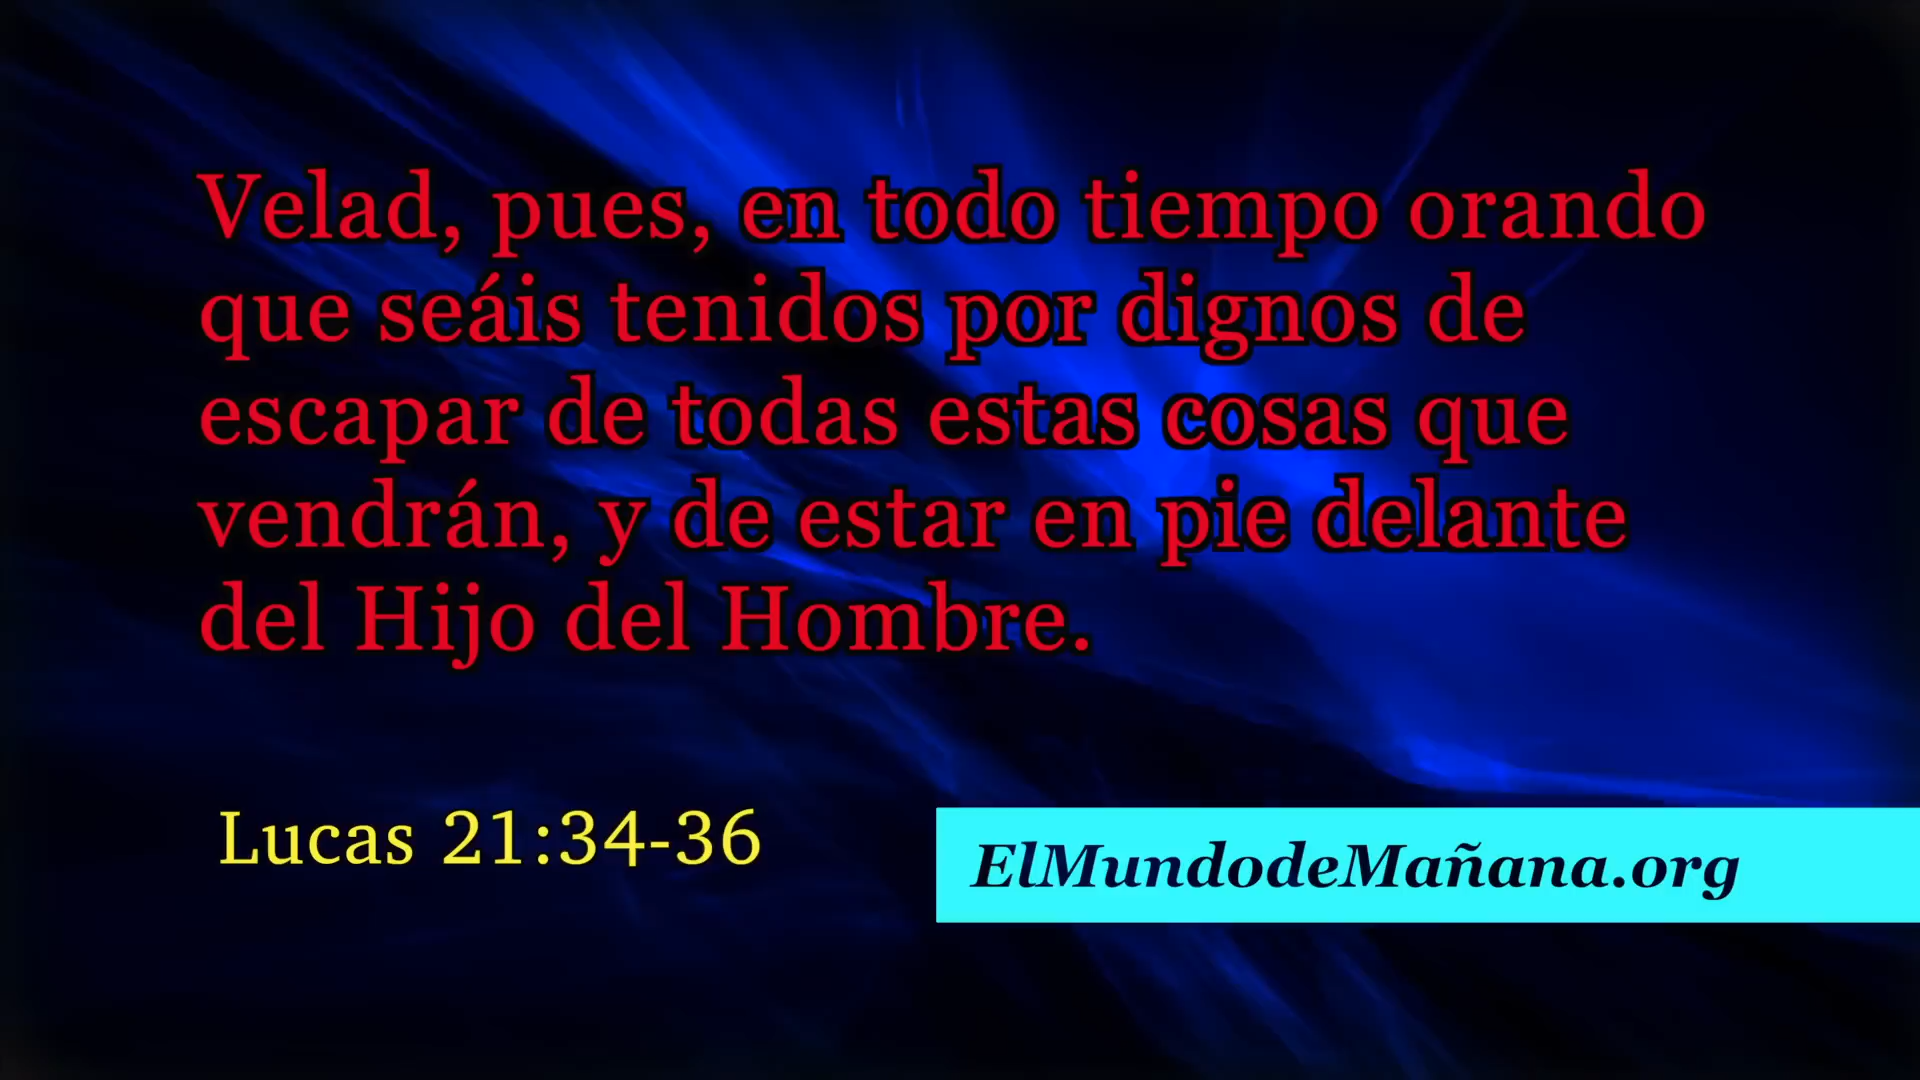 Velad, pues, en todo tiempo orando
que seáis tenidos por dignos de
escapar de todas estas cosas que
vendrán, y de estar en pie delante
del Hijo del Hombre.
Lucas 21:34-36
ElMundodeMañana.org